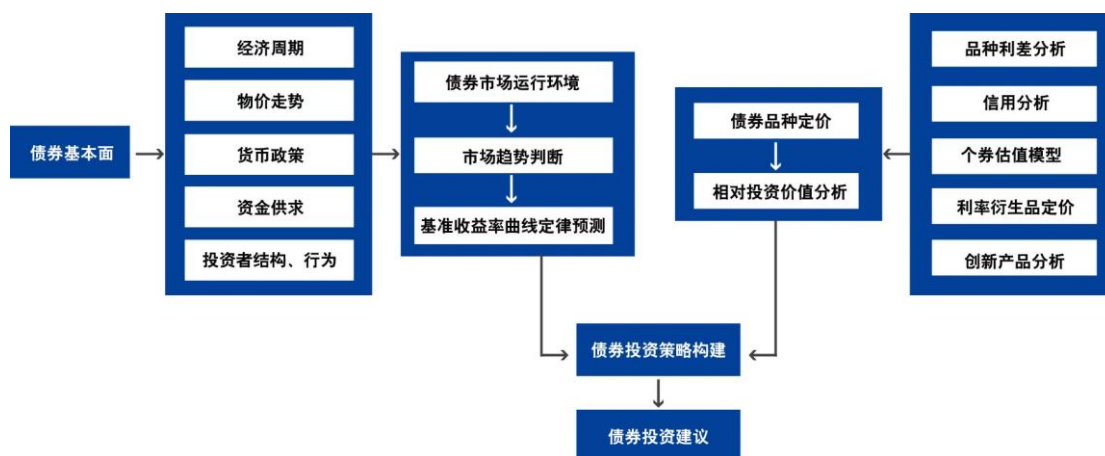 债券基本面
经济周期
物价走势
货币政策
资金供求
投资者结构、行为
债券市场运行环境
市场趋势判断
基准收益率曲线定律预测
债券品种定价
相对投资价值分析
品种利差分析
信用分析
个券估值模型
利率衍生品定价
创新产品分析
债券投资策略构建
债券投资建议